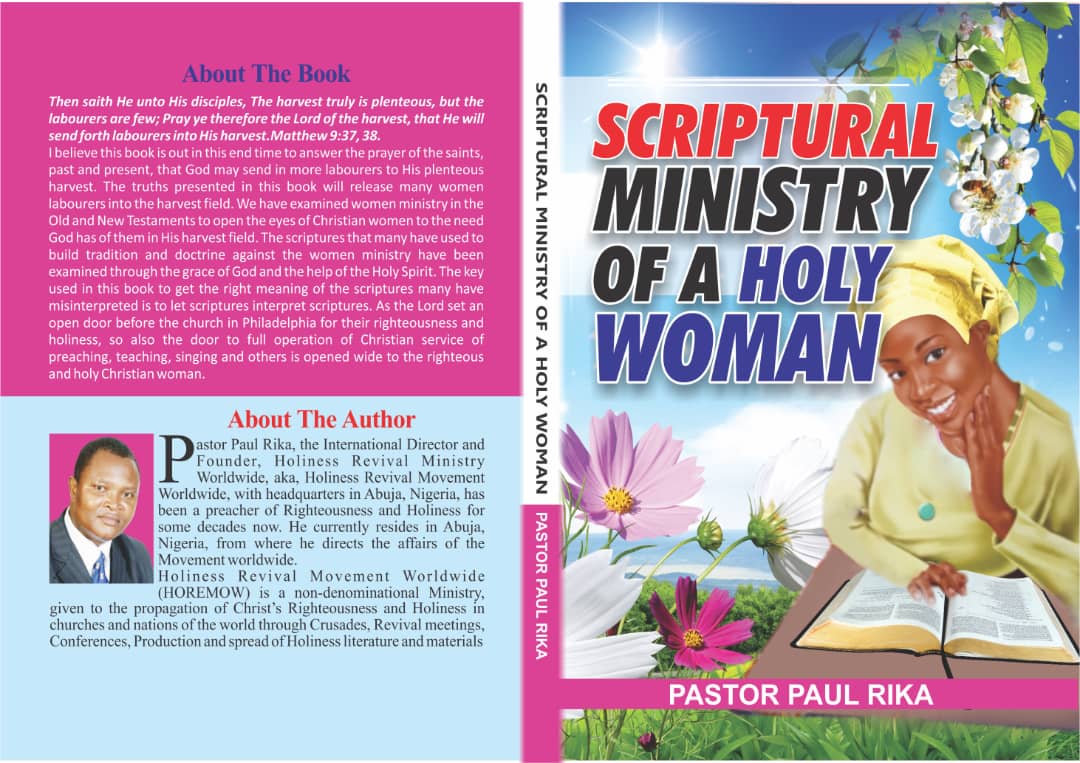 About The Book
Then saith He unto His disciples, The harvest truly is plenteous, but the
labourers are few; Pray ye therefore the Lord of the harvest, that He will
send forth labourers into His harvest.Matthew 9:37, 38.
I believe this book is out in this end time to answer the prayer of the saints,
past and present, that God may send in more labourers to His plenteous
harvest. The truths presented in this book will release many women
labourers into the harvest field. We have examined women ministry in the
Old and New Testaments to open the eyes of Christian women to the need
God has of them in His harvest field. The scriptures that many have used to
build tradition and doctrine against the women ministry have been
examined through the grace of God and the help of the Holy Spirit. The key
used in this book to get the right meaning of the scriptures many have
misinterpreted is to let scriptures interpret scriptures. As the Lord set an
open door before the church in Philadelphia for their righteousness and
holiness, so also the door to full operation of Christian service of
preaching, teaching, singing and others is opened wide to the righteous
and holy Christian woman.
About The Author
Pastor Paul Rika, the International Director and
Founder, Holiness Revival Ministry
Worldwide, aka, Holiness Revival Movement
Worldwide, with headquarters in Abuja, Nigeria, has
been a preacher of Righteousness and Holiness for
some decades now. He currently resides in Abuja,
Nigeria, from where he directs the affairs of the
Movement worldwide.
Holiness Revival Movement Worldwide
(HOREMOW) is a non-denominational Ministry,
given to the propagation of Christ's Righteousness and Holiness in
churches and nations of the world through Crusades, Revival meetings,
Conferences, Production and spread of Holiness literature and materials
SCRIPTURAL MINISTRY OF A HOLY WOMAN
PASTOR PAUL RIKA
SCRIPTURAL
MINISTRY
OF A HOLY
WOMAN
PASTOR PAUL RIKA